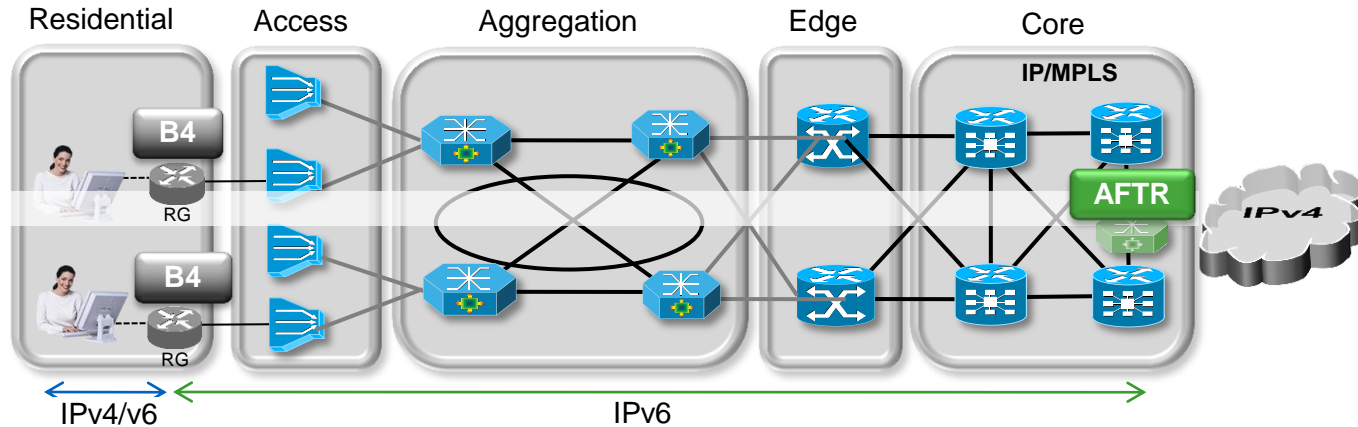 Residential
Access
Aggregation
Edge
Core
IP/MPLS
B4
RG
AFTR
IPv4
B4
RG
IPv4/v6
IPv6